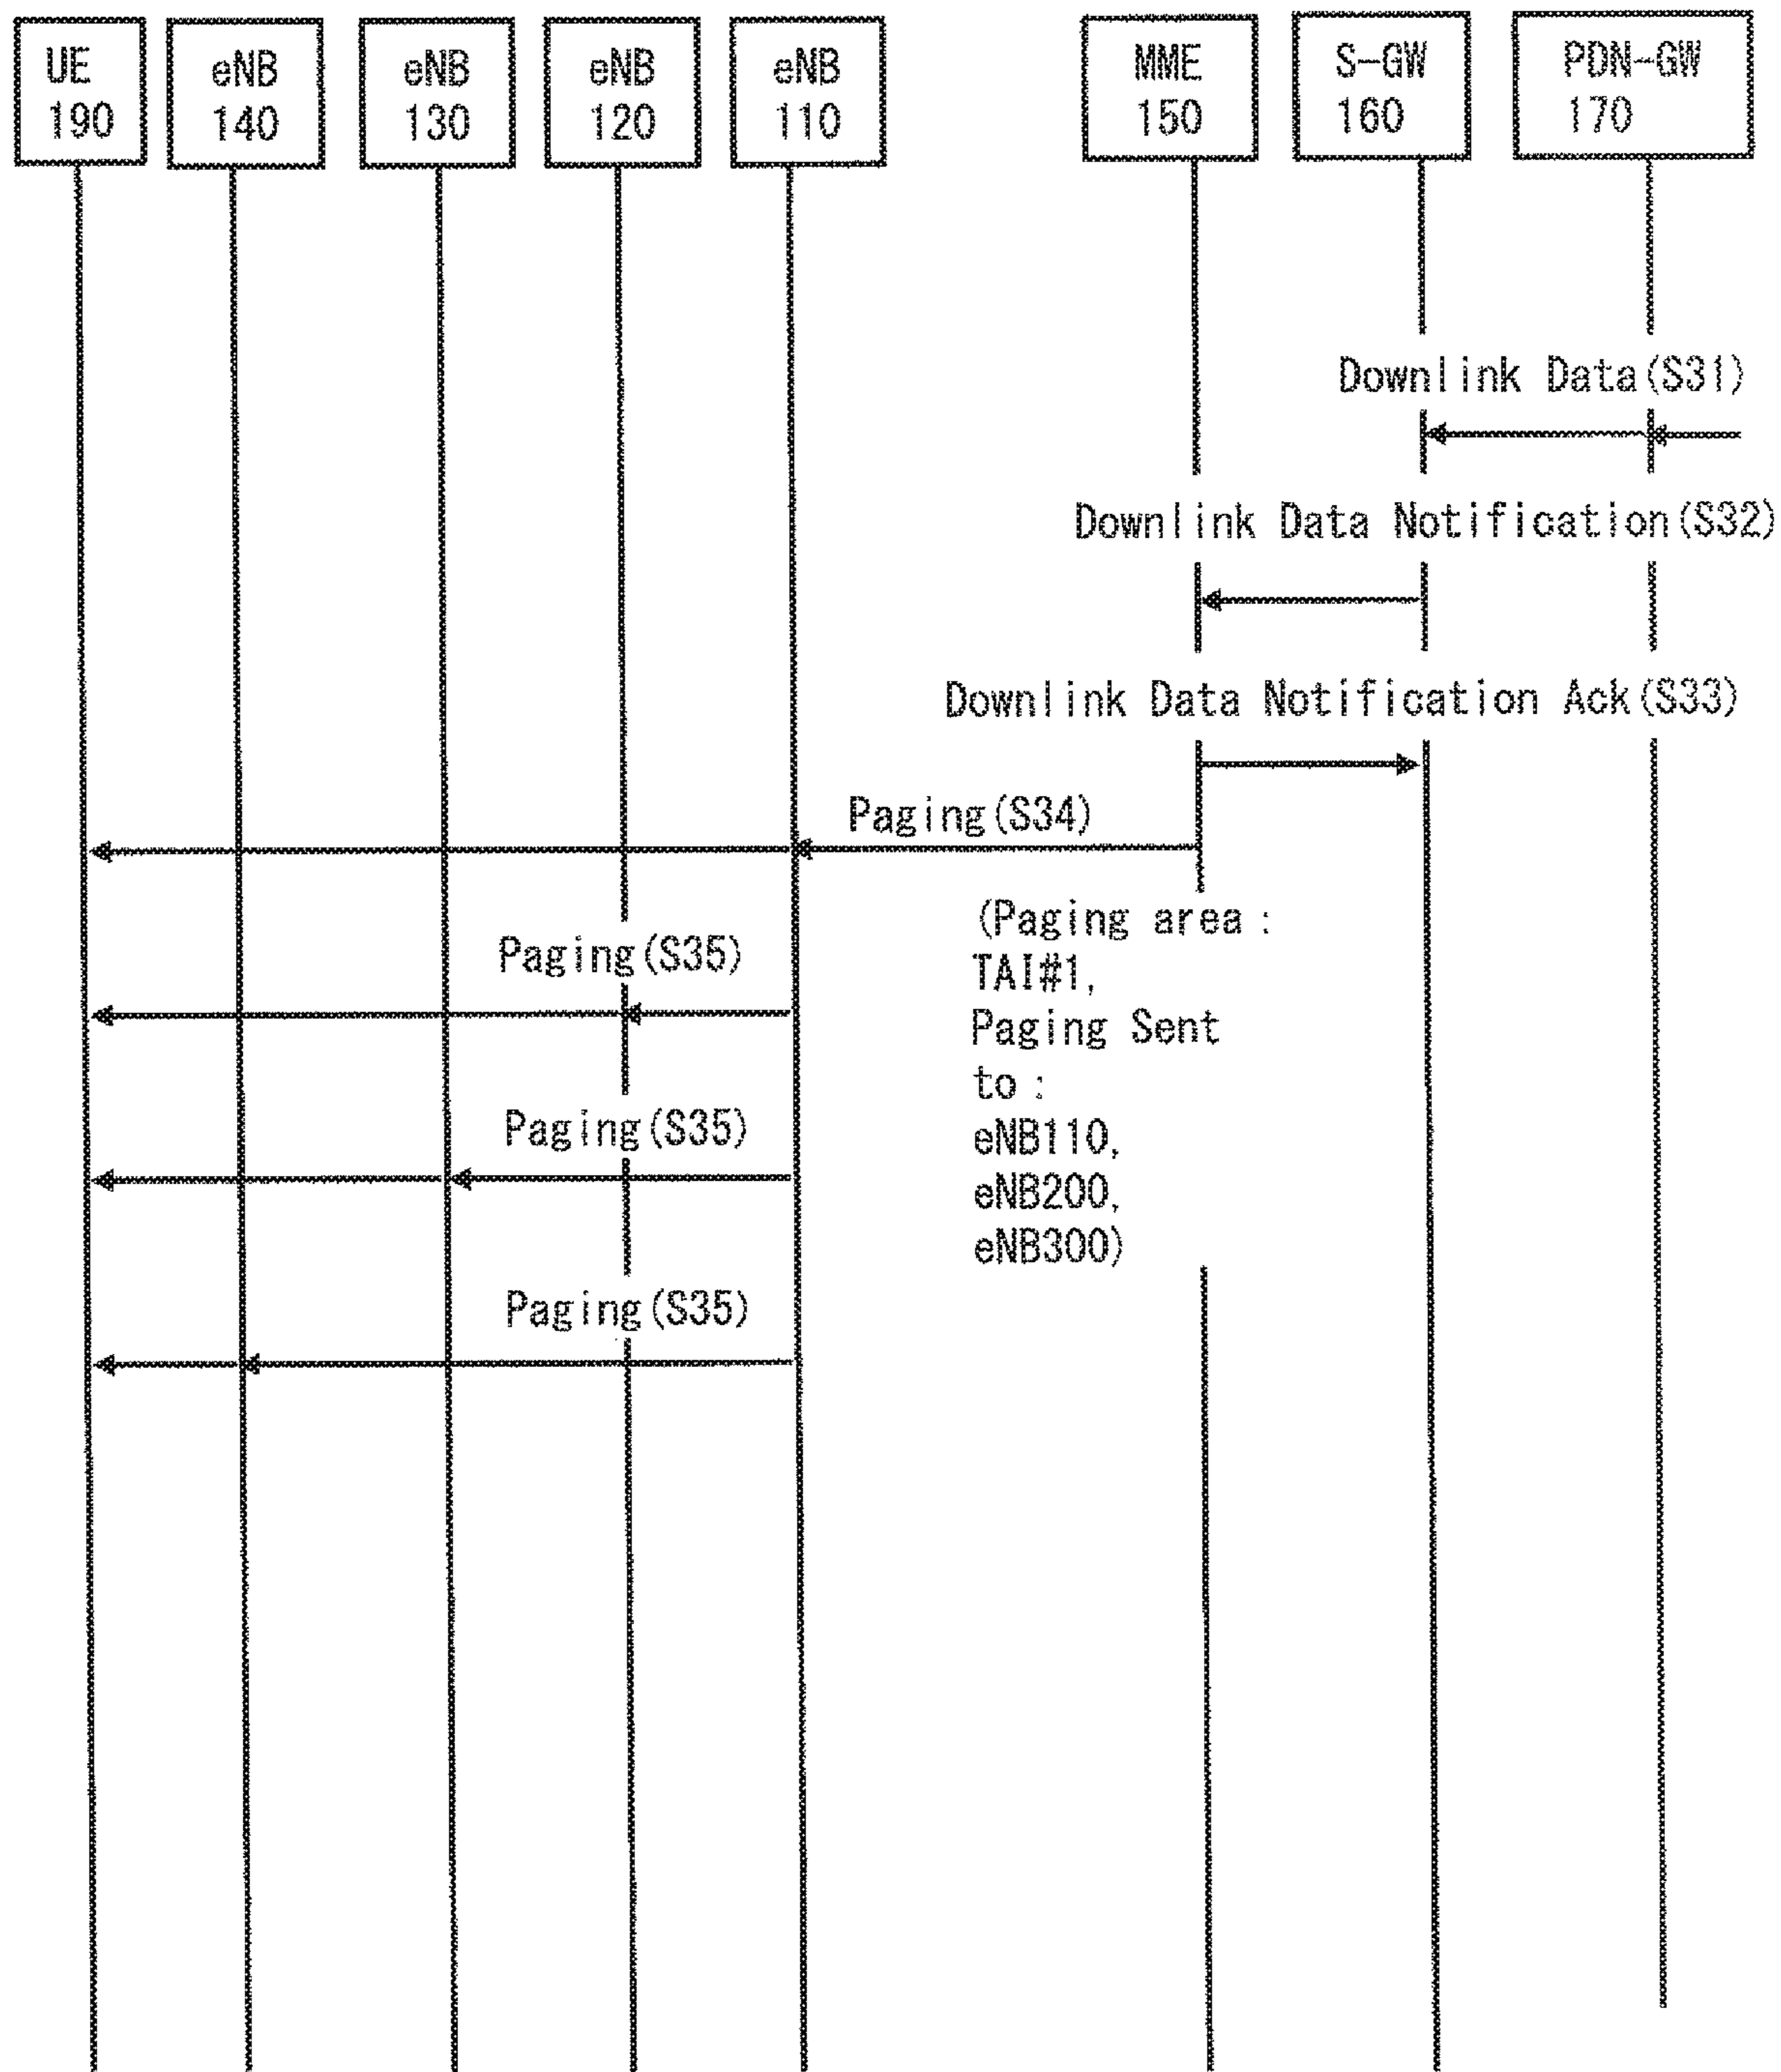 UE
190
eNB
140
eNB
130
eNB
120
eNB
110
MME
150
S-GW
160
PDN-GW
170
Downlink Data(S31)
Downlink Data Notification(S32)
Downlink Data Notification Ack(S33)
Paging(S34)
(Paging area:
TAI#1,
Paging Sent
to:
eNB110,
eNB200,
eNB300)
Paging(S35)
Paging(S35)
Paging(S35)